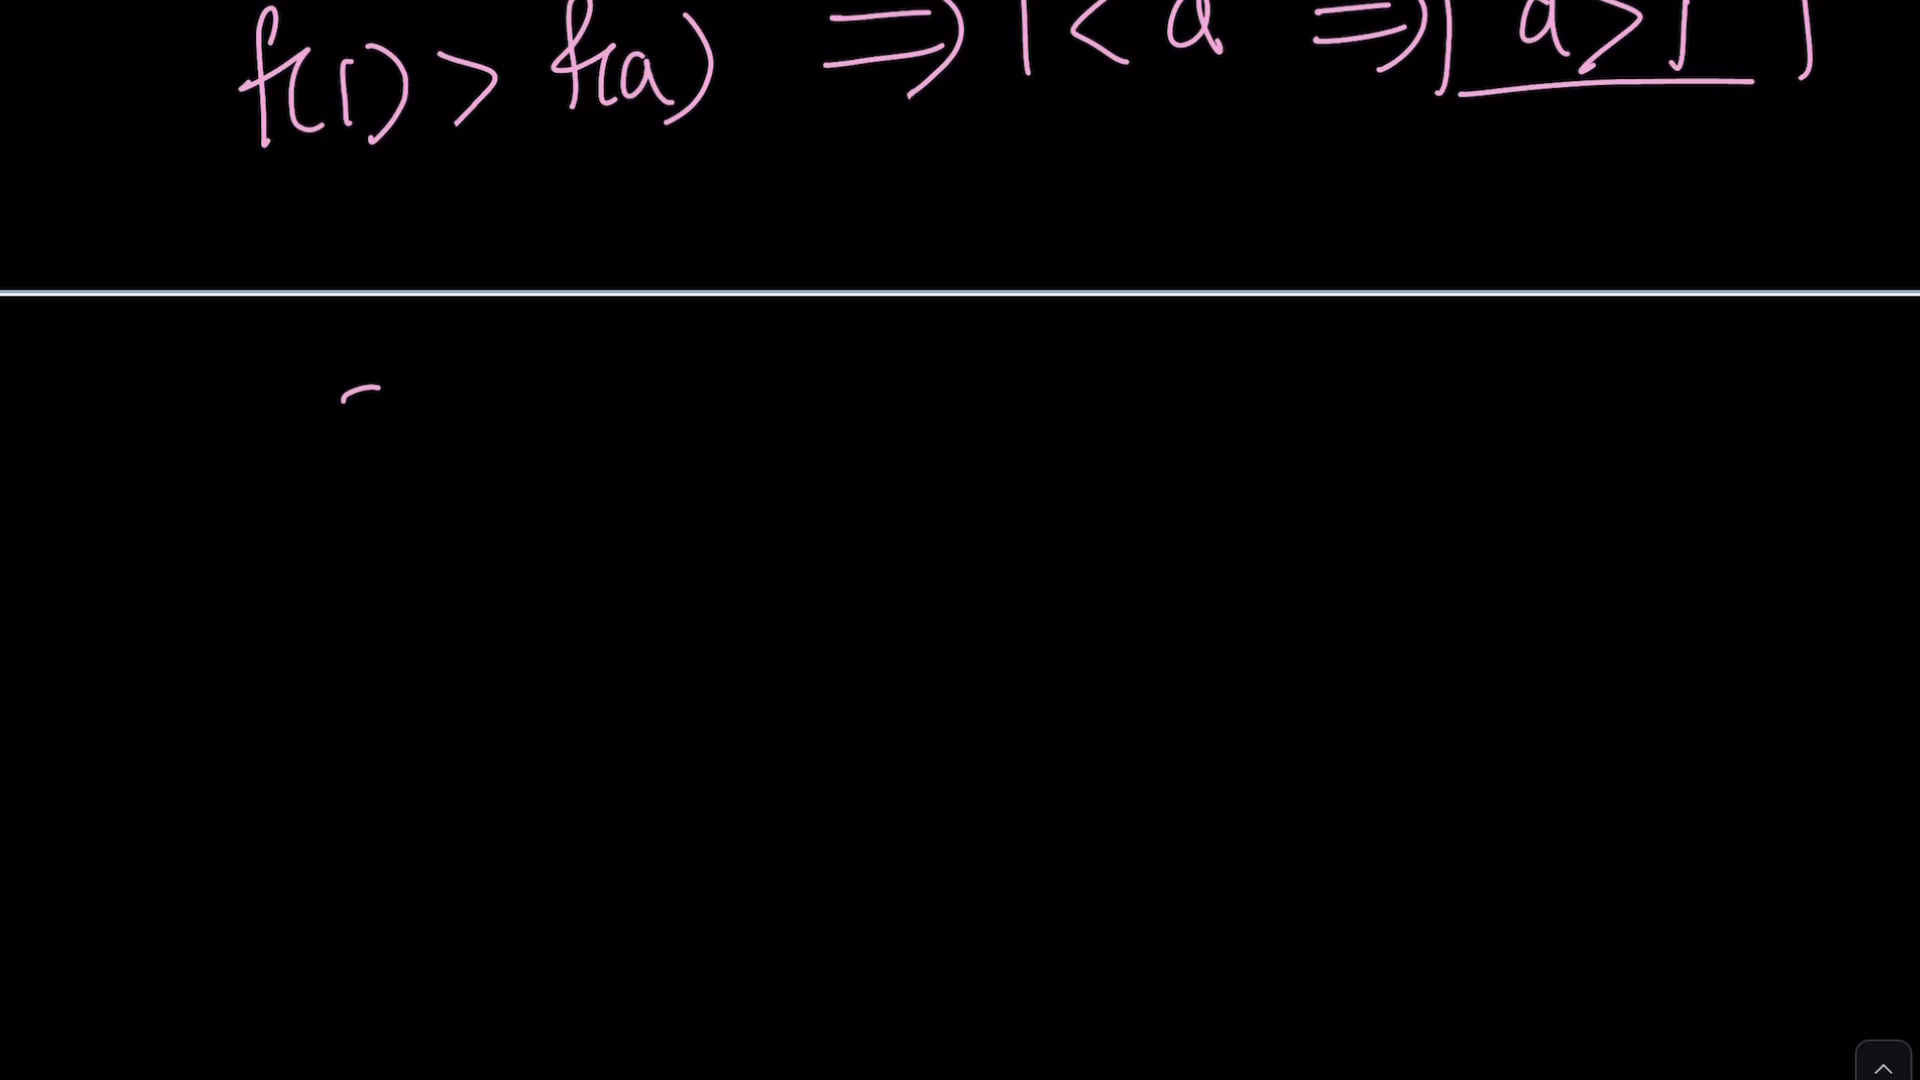 f(1) > f(a) ⇒ 1 < a ⇒ a > 1